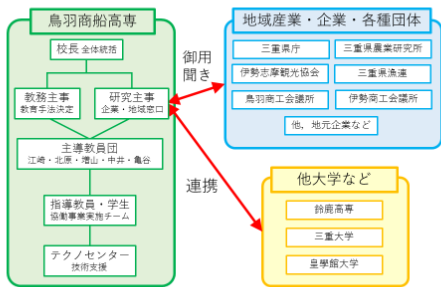 鳥羽商船高専
校長 全体統括
教務主事
教育手法決定
研究主事
企業・地域窓口
主導教員団
江崎・北原・増山・中井・亀谷
指導教員・学生
協働事業実施チーム
テクノセンター
技術支援
御用
聞き
連携
地域産業・企業・各種団体
三重県庁
三重県農業研究所
伊勢志摩観光協会
三重県漁連
鳥羽商工会議所
伊勢商工会議所
他，地元企業など
他大学など
鈴鹿高専
三重大学
皇學館大学